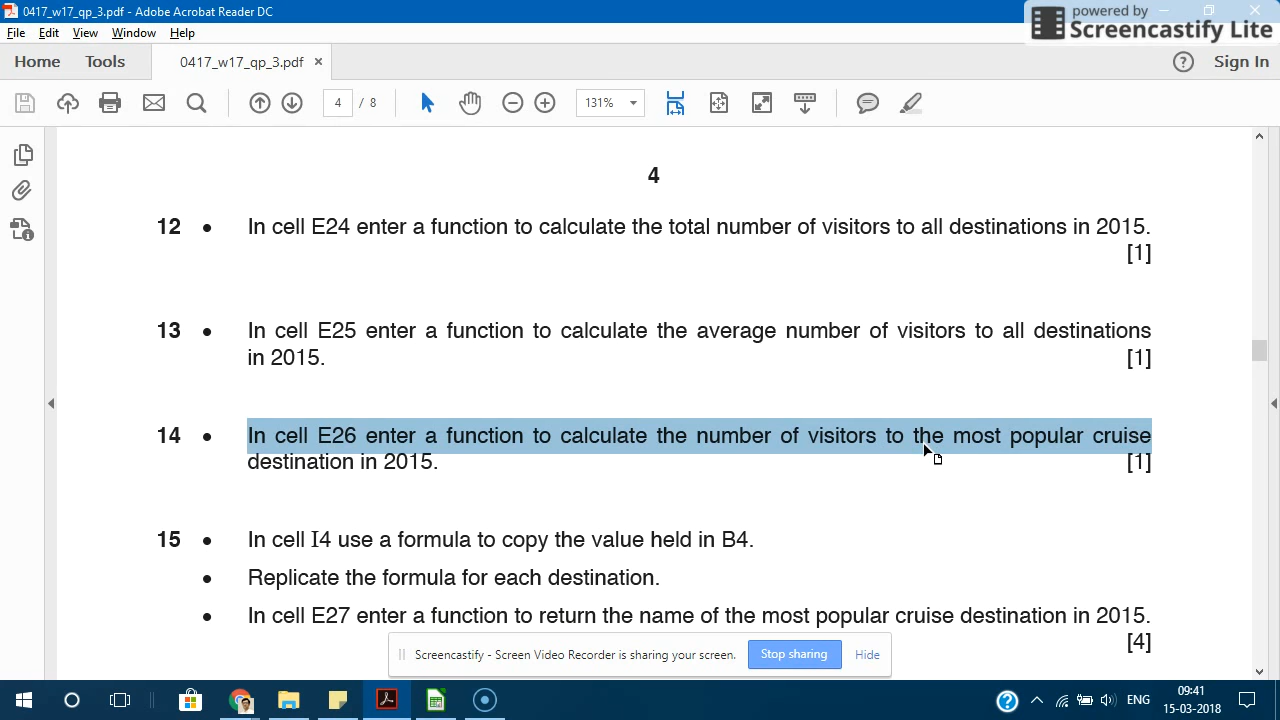 0417_w17_qp_3.pdf - Adobe Acrobat Reader DC
powered by
Screencastify Lite
File Edit View Window Help
Home Tools 0417_w17_qp_3.pdf × ? Sign In
4 / 8 131%
4
12 • In cell E24 enter a function to calculate the total number of visitors to all destinations in 2015.
[1]
13 • In cell E25 enter a function to calculate the average number of visitors to all destinations
in 2015. [1]
14 • In cell E26 enter a function to calculate the number of visitors to the most popular cruise
destination in 2015. [1]
15 • In cell I4 use a formula to copy the value held in B4.
• Replicate the formula for each destination.
• In cell E27 enter a function to return the name of the most popular cruise destination in 2015.
[4]
Screencastify - Screen Video Recorder is sharing your screen. Stop sharing Hide
ENG 09:41
15-03-2018